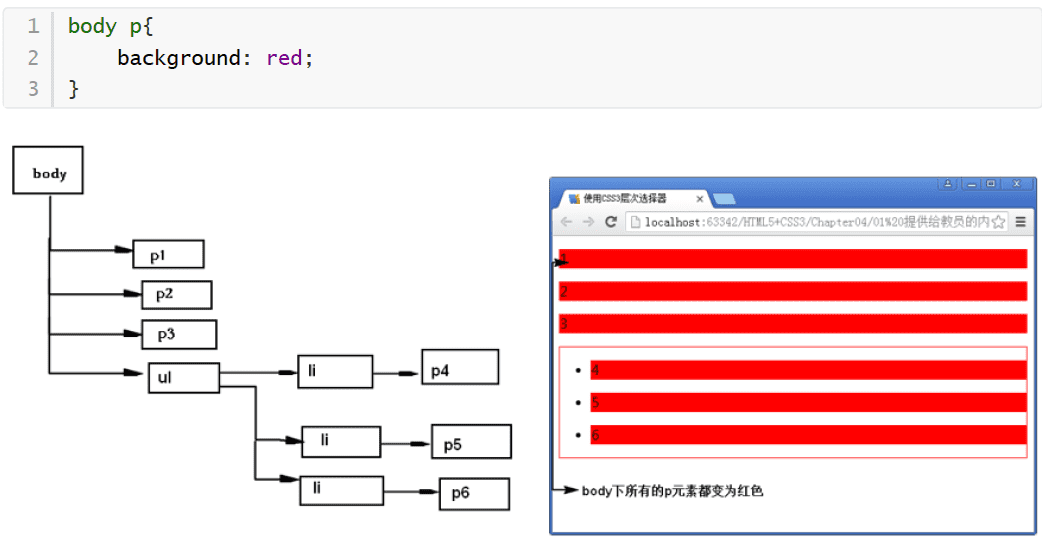 1 body p{
2 background: red;
3 }
body
p1
p2
p3
ul
li
p4
li
p5
li
p6
使用CSS3层次选择器
localhost:63342/HTML5+CSS3/Chapter04/01%20提供给教员的内
1
2
3
4
5
6
body下所有的p元素都变为红色